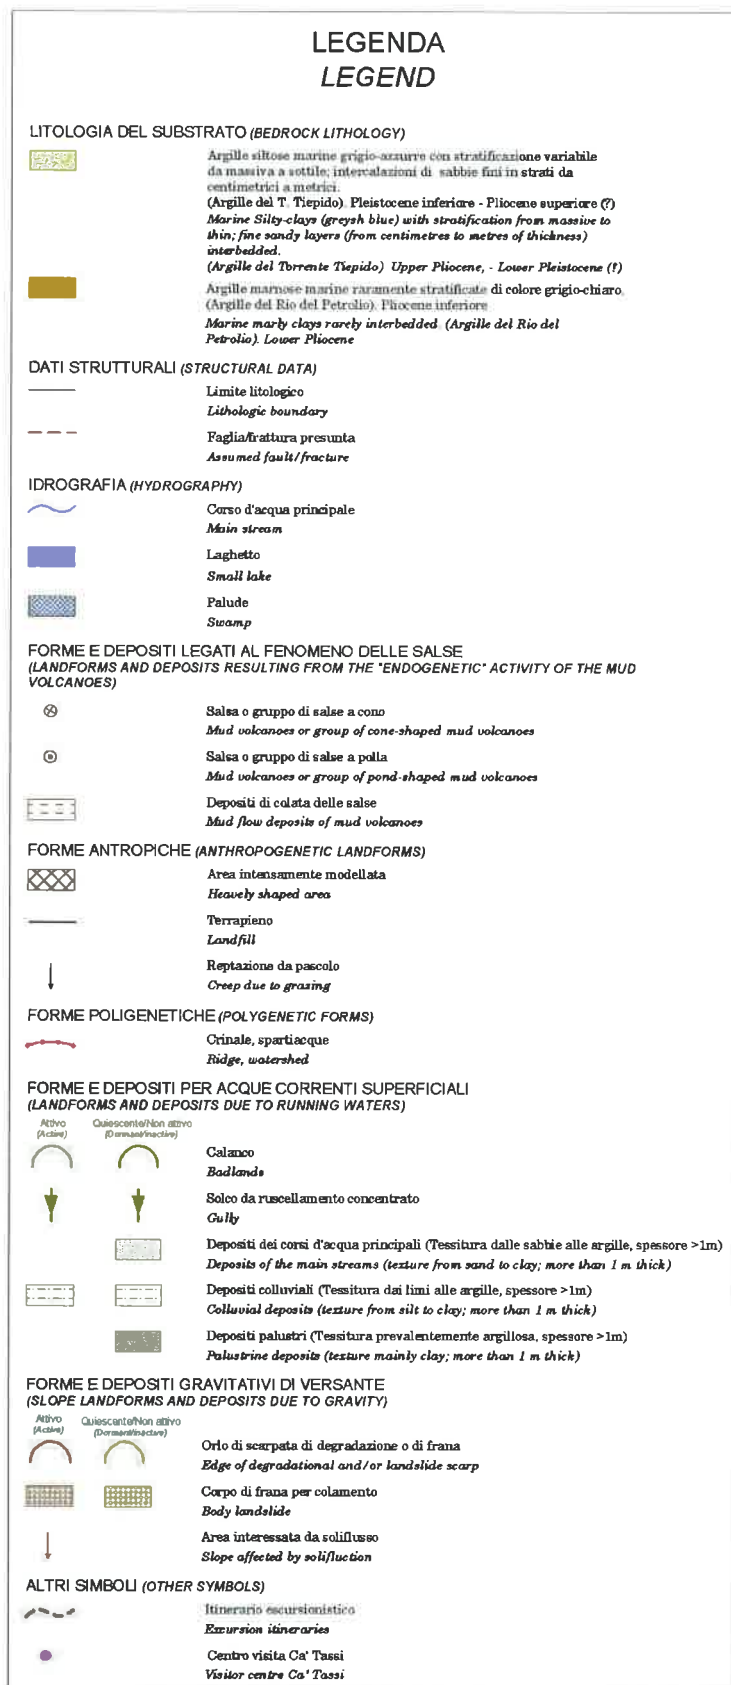 LEGENDA
LEGEND
LITOLOGIA DEL SUBSTRATO (BEDROCK LITHOLOGY)
Argille siltose marine grigio-azzurro con stratificazione variabile
da massiva a sottile; intercalazioni di sabbie fini in strati da
centimetrici a metrici.
(Argille del T. Tiepido). Pleistocene inferiore - Pliocene superiore (?)
Marine Silty-clays (greysh blue) with stratification from massive to
thin; fine sandy layers (from centimetres to metres of thickness)
interbedded.
(Argille del Torrente Tiepido) Upper Pliocene, - Lower Pleistocene (?)
Argille marnose marine raramente stratificate di colore grigio-chiaro.
(Argille del Rio del Petrolio). Pliocene inferiore
Marine marly clays rarely interbedded. (Argille del Rio del
Petrolio). Lower Pliocene
DATI STRUTTURALI (STRUCTURAL DATA)
Limite litologico
Lithologic boundary
Faglia/frattura presunta
Assumed fault/fracture
IDROGRAFIA (HYDROGRAPHY)
Corso d'acqua principale
Main stream
Laghetto
Small lake
Palude
Swamp
FORME E DEPOSITI LEGATI AL FENOMENO DELLE SALSE
(LANDFORMS AND DEPOSITS RESULTING FROM THE "ENDOGENETIC" ACTIVITY OF THE MUD
VOLCANOES)
Salsa o gruppo di salse a cono
Mud volcanoes or group of cone-shaped mud volcanoes
Salsa o gruppo di salse a polla
Mud volcanoes or group of pond-shaped mud volcanoes
Depositi di colata delle salse
Mud flow deposits of mud volcanoes
FORME ANTROPICHE (ANTHROPOGENETIC LANDFORMS)
Area intensamente modellata
Heavely shaped area
Terrapieno
Landfill
Reptazione da pascolo
Creep due to grazing
FORME POLIGENETICHE (POLYGENETIC FORMS)
Crinale, spartiacque
Ridge, watershed
FORME E DEPOSITI PER ACQUE CORRENTI SUPERFICIALI
(LANDFORMS AND DEPOSITS DUE TO RUNNING WATERS)
Attivo Quiescente/Non attivo
(Active) (Dormant/inactive)
Calanco
Badlands
Solco da ruscellamento concentrato
Gully
Depositi dei corsi d'acqua principali (Tessitura dalle sabbie alle argille, spessore >1m)
Deposits of the main streams (texture from sand to clay; more than 1 m thick)
Depositi colluviali (Tessitura dai limi alle argille, spessore >1m)
Colluvial deposits (texture from silt to clay; more than 1 m thick)
Depositi palustri (Tessitura prevalentemente argillosa, spessore >1m)
Palustrine deposits (texture mainly clay; more than 1 m thick)
FORME E DEPOSITI GRAVITATIVI DI VERSANTE
(SLOPE LANDFORMS AND DEPOSITS DUE TO GRAVITY)
Attivo Quiescente/Non attivo
(Active) (Dormant/inactive)
Orlo di scarpata di degradazione o di frana
Edge of degradational and/or landslide scarp
Corpo di frana per colamento
Body landslide
Area interessata da soliflusso
Slope affected by solifluction
ALTRI SIMBOLI (OTHER SYMBOLS)
Itinerario escursionistico
Excursion itineraries
Centro visita Ca' Tassi
Visitor centre Ca' Tassi